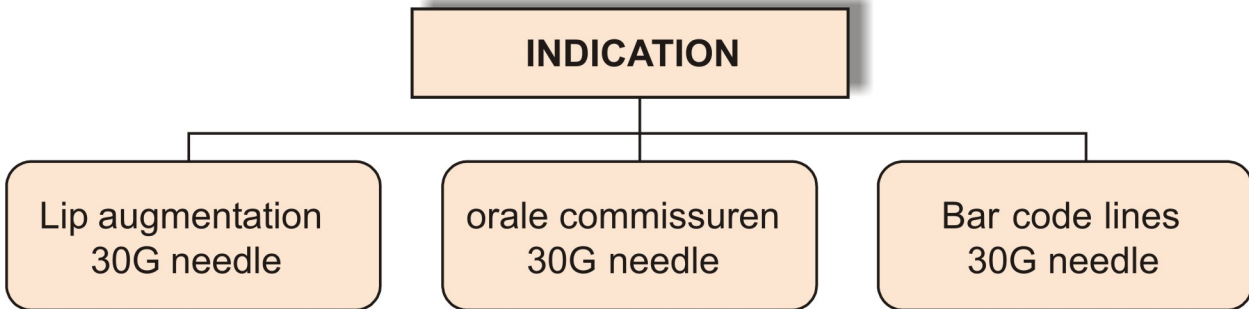 INDICATION
Lip augmentation
30G needle
orale commissuren
30G needle
Bar code lines
30G needle